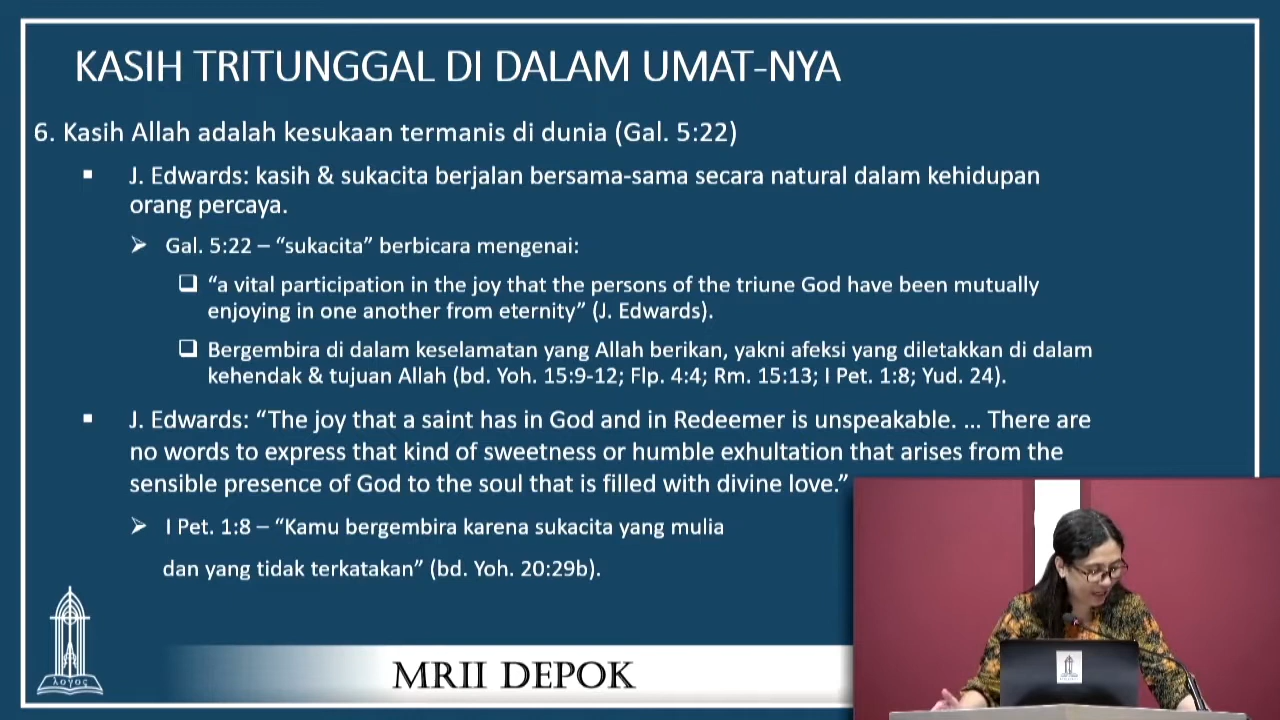 KASIH TRITUNGGAL DI DALAM UMAT-NYA
6. Kasih Allah adalah kesukaan termanis di dunia (Gal. 5:22)
▪ J. Edwards: kasih & sukacita berjalan bersama-sama secara natural dalam kehidupan
orang percaya.
➢ Gal. 5:22 – “sukacita” berbicara mengenai:
❑ “a vital participation in the joy that the persons of the triune God have been mutually
enjoying in one another from eternity” (J. Edwards).
❑ Bergembira di dalam keselamatan yang Allah berikan, yakni afeksi yang diletakkan di dalam
kehendak & tujuan Allah (bd. Yoh. 15:9-12; Flp. 4:4; Rm. 15:13; I Pet. 1:8; Yud. 24).
▪ J. Edwards: “The joy that a saint has in God and in Redeemer is unspeakable. … There are
no words to express that kind of sweetness or humble exhultation that arises from the
sensible presence of God to the soul that is filled with divine love.”
➢ I Pet. 1:8 – “Kamu bergembira karena sukacita yang mulia
dan yang tidak terkatakan” (bd. Yoh. 20:29b).
λογος
MRII DEPOK